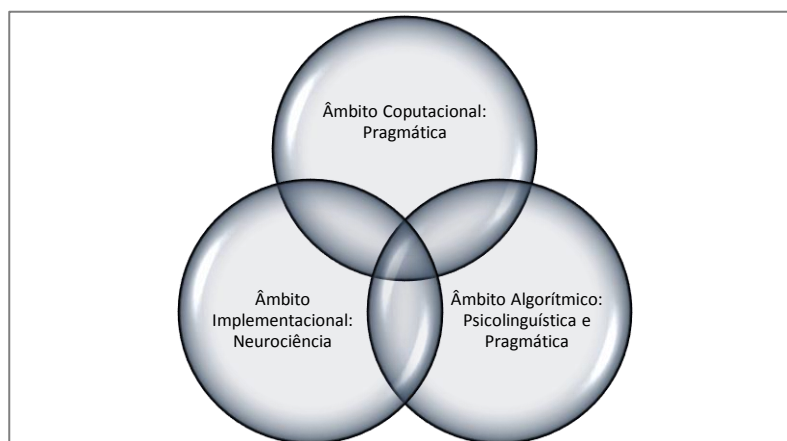 Âmbito Coputacional:
Pragmática
Âmbito
Implementacional:
Neurociência
Âmbito Algorítmico:
Psicolinguística e
Pragmática